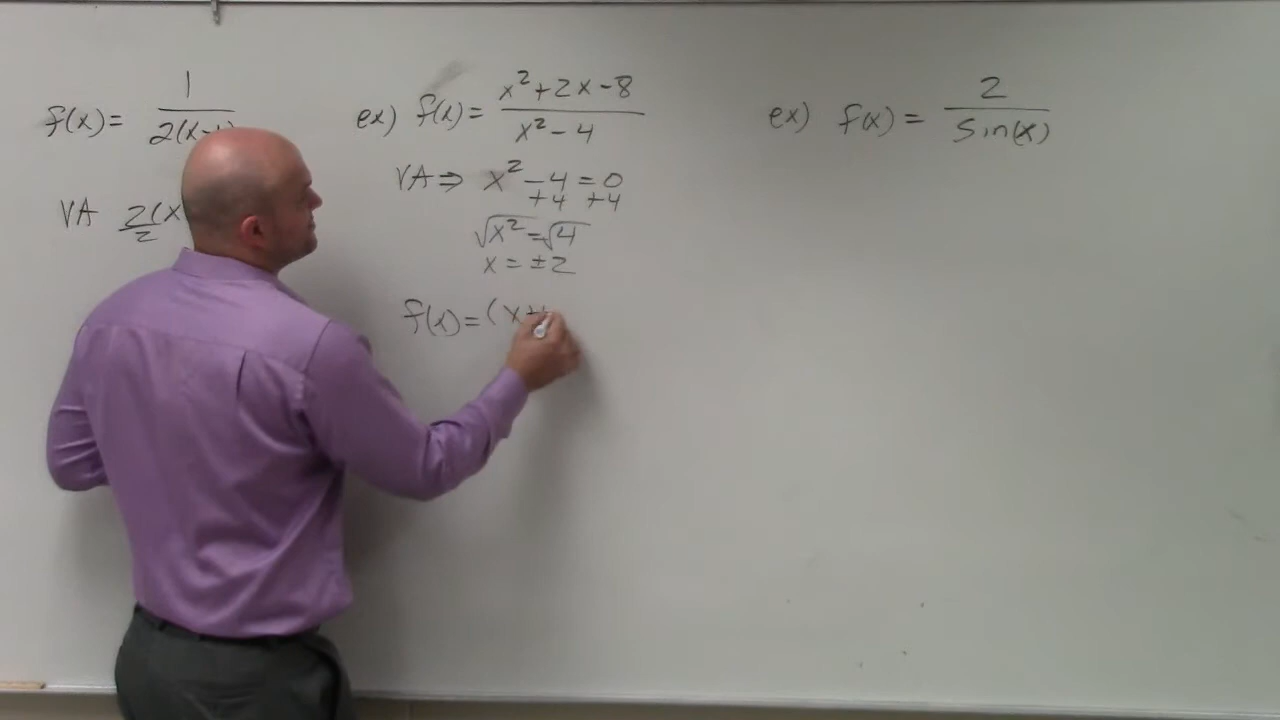 f(x) = 1 / 2(x-
VA 2(x / 2
ex) f(x) = x²+2x-8 / x²-4
VA ⇒ x²-4=0
+4 +4
√x² = √4
x = ±2
f(x) = (x+
ex) f(x) = 2 / sin(x)